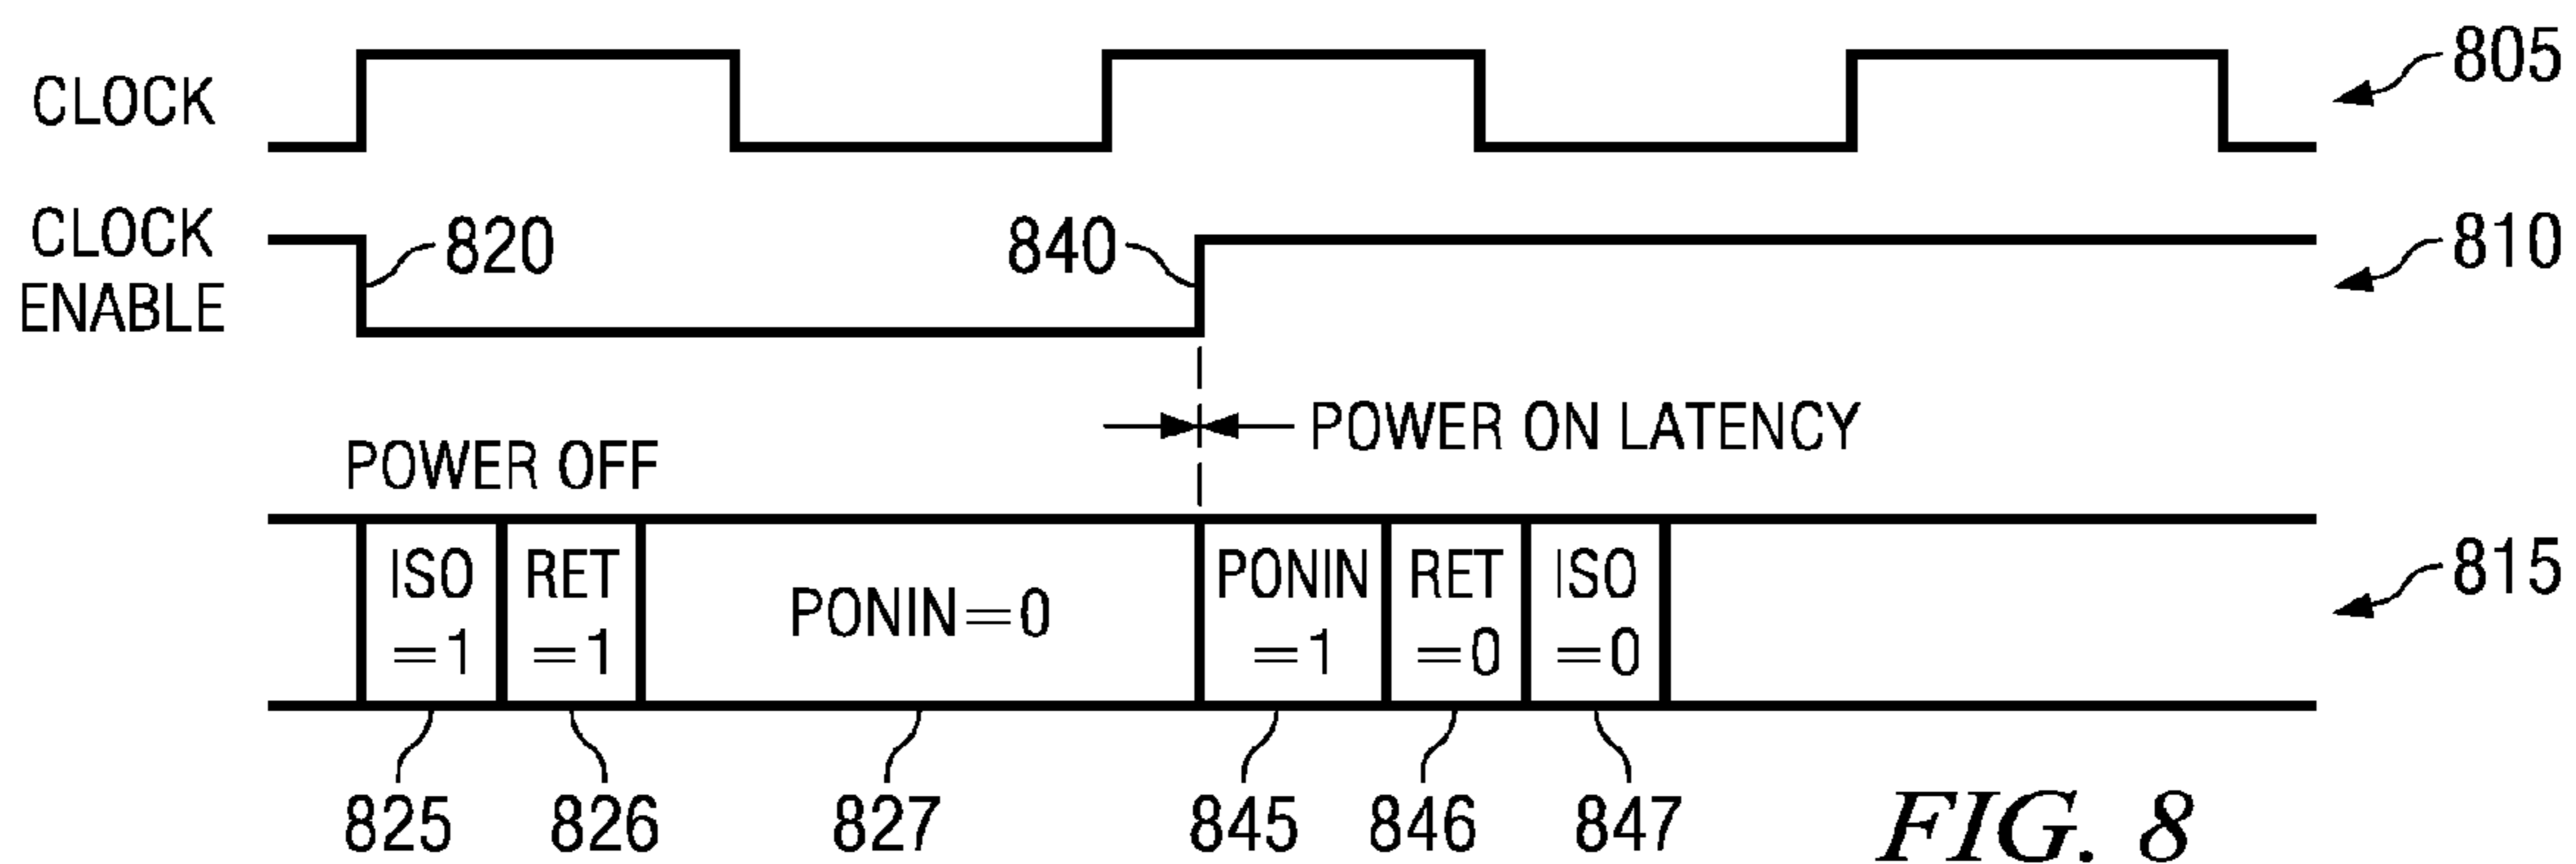 CLOCK
805
CLOCK
ENABLE
820
840
810
POWER ON LATENCY
POWER OFF
ISO
=1
RET
=1
PONIN=0
PONIN
=1
RET
=0
ISO
=0
815
825
826
827
845
846
847
FIG. 8